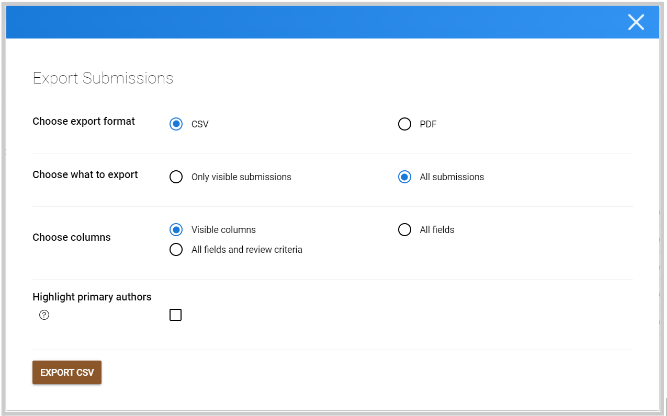 Export Submissions
Choose export format
CSV
PDF
Choose what to export
Only visible submissions
All submissions
Choose columns
Visible columns
All fields
All fields and review criteria
Highlight primary authors
?
EXPORT CSV